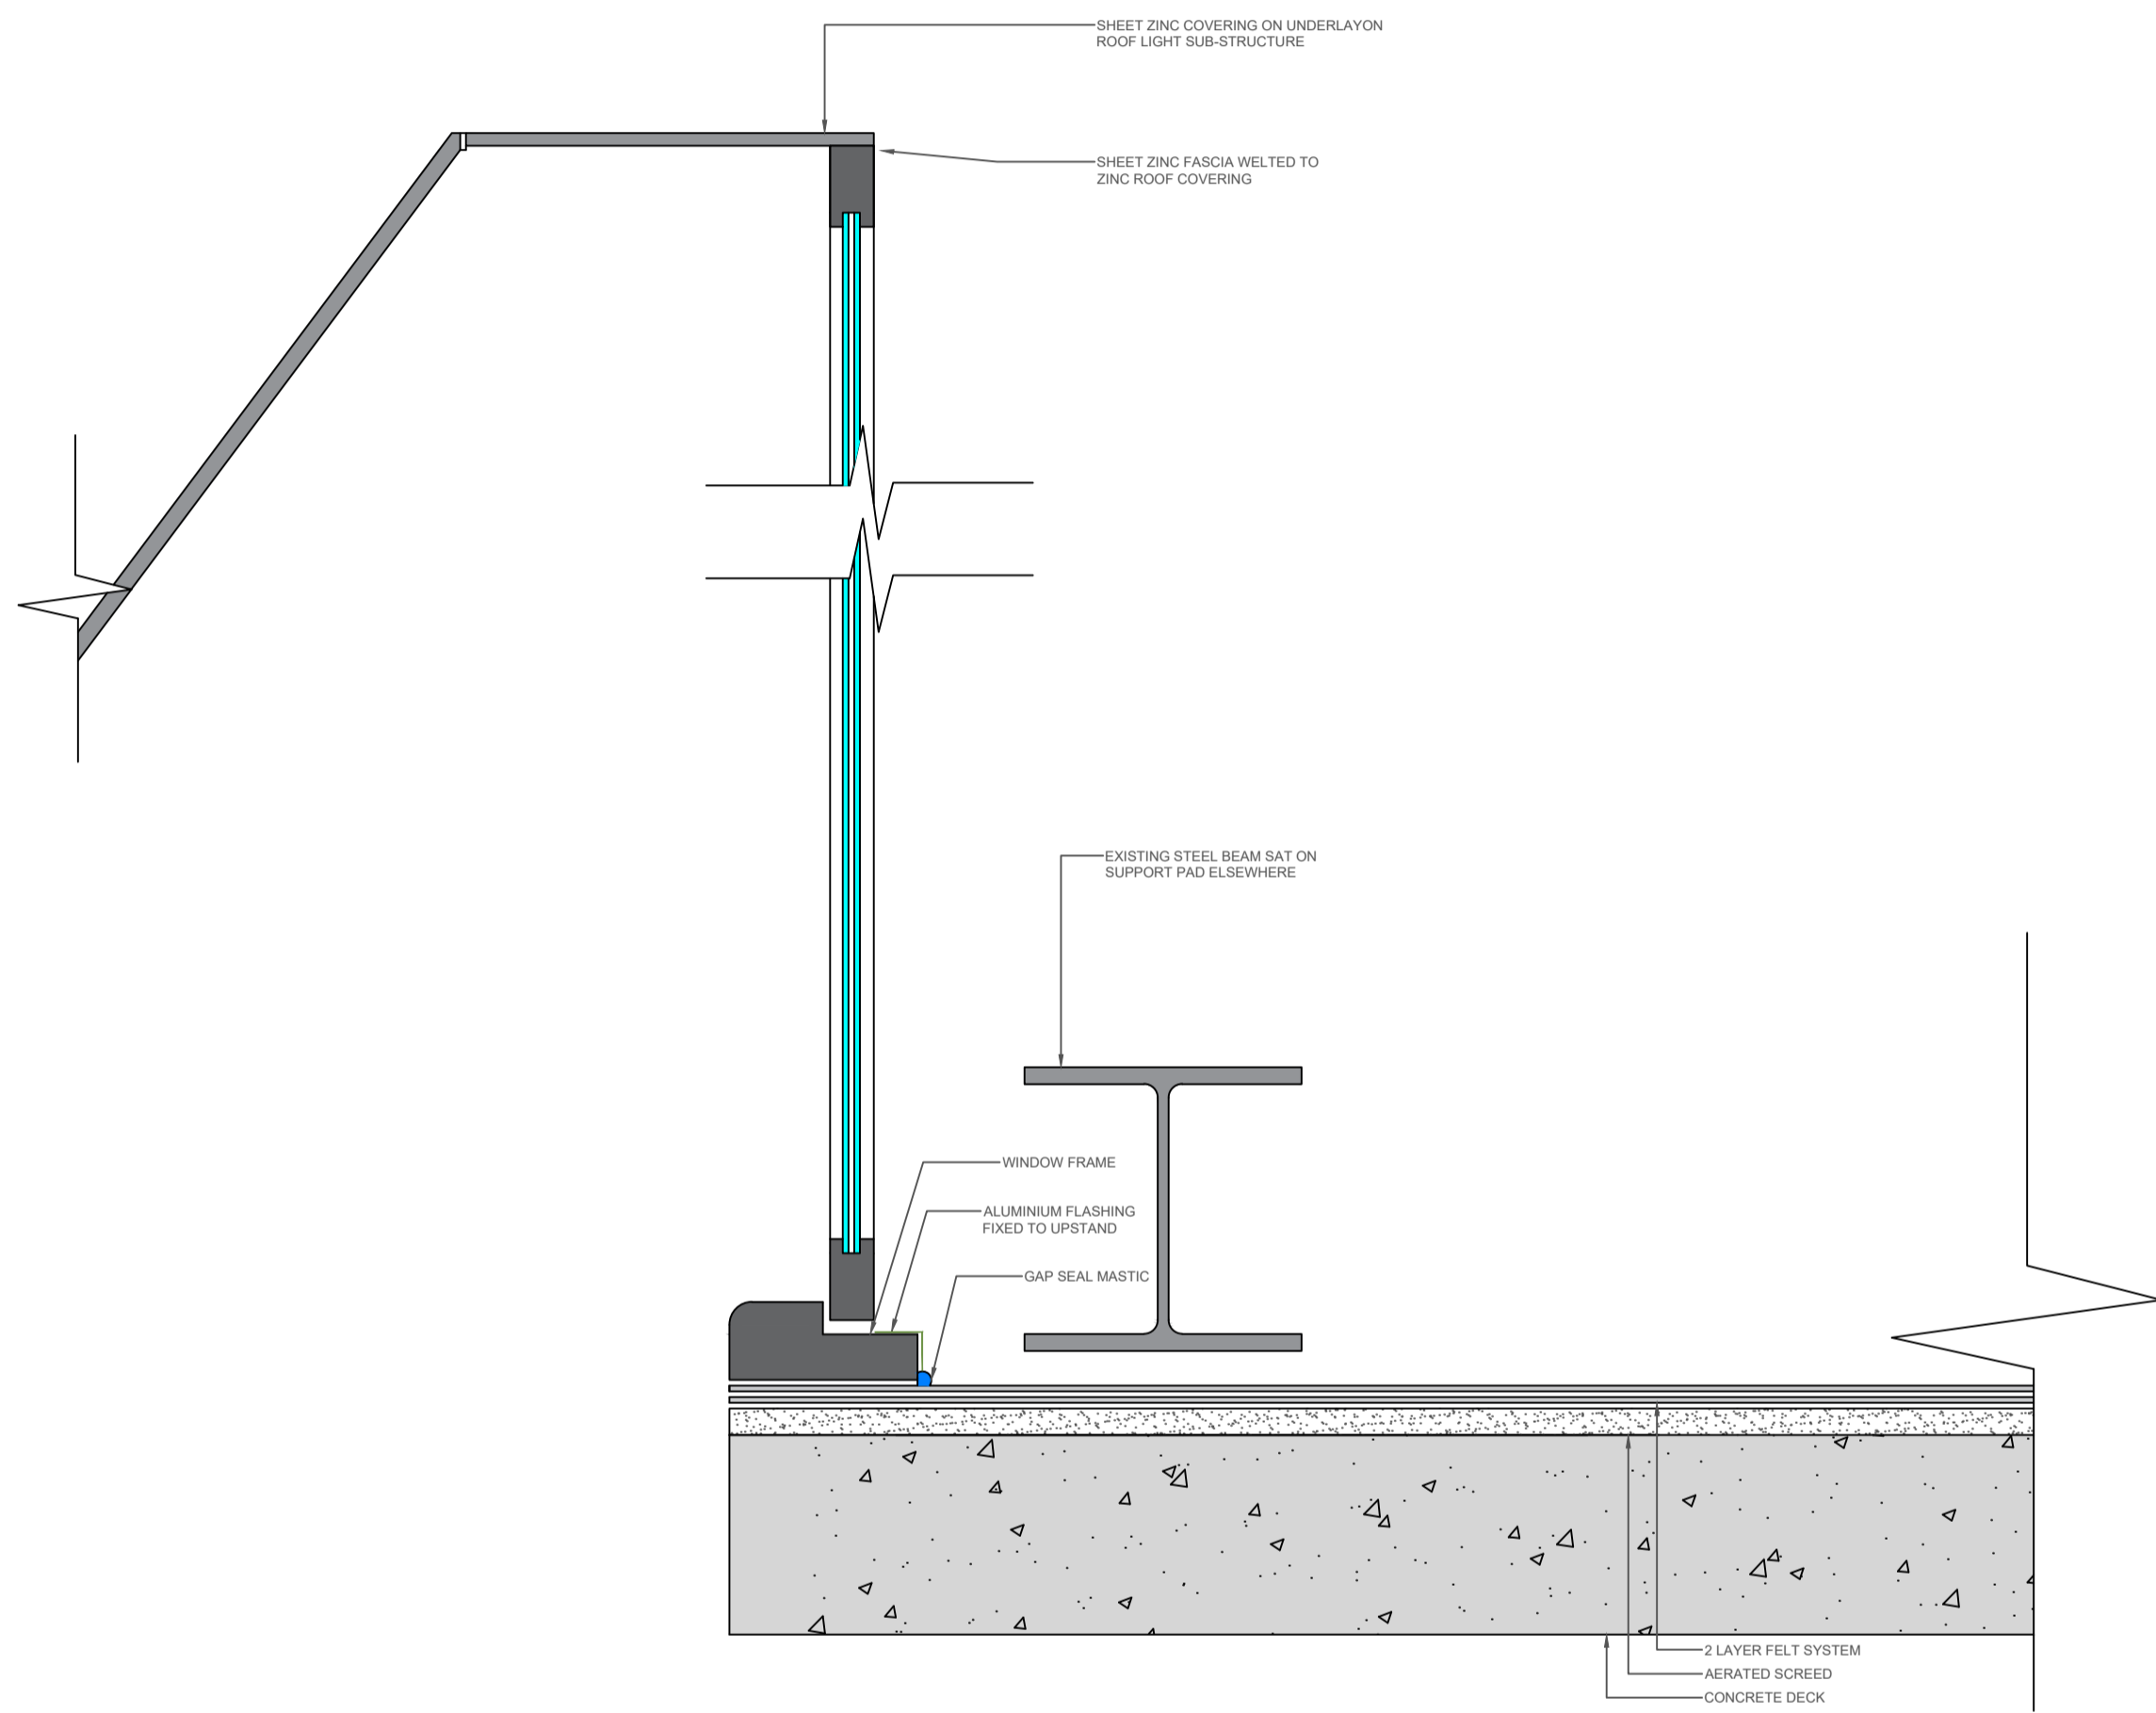 SHEET ZINC COVERING ON UNDERLAYON
ROOF LIGHT SUB-STRUCTURE
SHEET ZINC FASCIA WELTED TO
ZINC ROOF COVERING
EXISTING STEEL BEAM SAT ON
SUPPORT PAD ELSEWHERE
WINDOW FRAME
ALUMINIUM FLASHING
FIXED TO UPSTAND
GAP SEAL MASTIC
2 LAYER FELT SYSTEM
AERATED SCREED
CONCRETE DECK